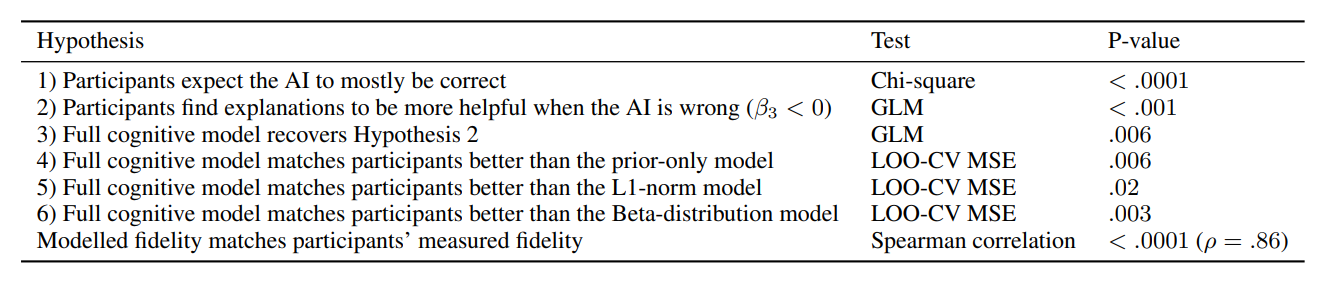 Hypothesis Test P-value
1) Participants expect the AI to mostly be correct Chi-square < .0001
2) Participants find explanations to be more helpful when the AI is wrong (β₃ < 0) GLM < .001
3) Full cognitive model recovers Hypothesis 2 GLM .006
4) Full cognitive model matches participants better than the prior-only model LOO-CV MSE .006
5) Full cognitive model matches participants better than the L1-norm model LOO-CV MSE .02
6) Full cognitive model matches participants better than the Beta-distribution model LOO-CV MSE .003
Modelled fidelity matches participants' measured fidelity Spearman correlation < .0001 (ρ = .86)